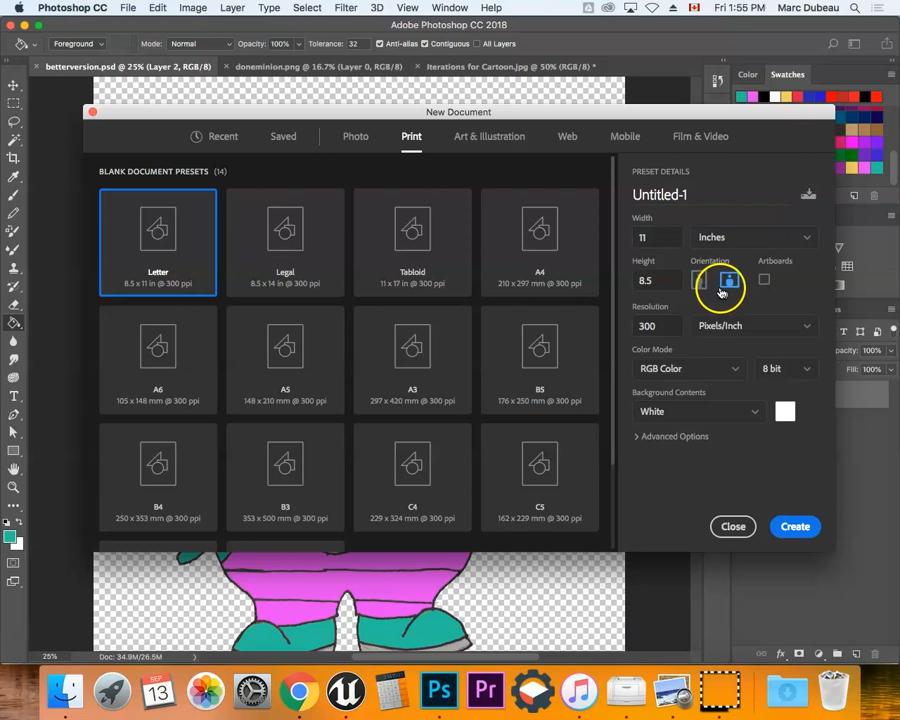 Photoshop CC File Edit Image Layer Type Select Filter 3D View Window Help Fri 1:55 PM Marc Dubeau
Adobe Photoshop CC 2018
Foreground Mode: Normal Opacity: 100% Tolerance: 32 Anti-alias Contiguous All Layers
betterversion.psd @ 25% (Layer 2, RGB/8) doneminion.png @ 16.7% (Layer 0, RGB/8) Iterations for Cartoon.jpg @ 50% (RGB/8) *
Color Swatches
New Document
Recent Saved Photo Print Art & Illustration Web Mobile Film & Video
BLANK DOCUMENT PRESETS (14)
Letter
8.5 x 11 in @ 300 ppi
Legal
8.5 x 14 in @ 300 ppi
Tabloid
11 x 17 in @ 300 ppi
A4
210 x 297 mm @ 300 ppi
A6
105 x 148 mm @ 300 ppi
A5
148 x 210 mm @ 300 ppi
A3
297 x 420 mm @ 300 ppi
B5
176 x 250 mm @ 300 ppi
B4
250 x 353 mm @ 300 ppi
B3
353 x 500 mm @ 300 ppi
C4
229 x 324 mm @ 300 ppi
C5
162 x 229 mm @ 300 ppi
PRESET DETAILS
Untitled-1
Width
11 Inches
Height Orientation Artboards
8.5
Resolution
300 Pixels/Inch
Color Mode
RGB Color 8 bit
Background Contents
White
Advanced Options
Close Create
100%
Fill: 100%
25% Doc: 34.9M/26.5M
fx
SEP
13
Ps
Pr